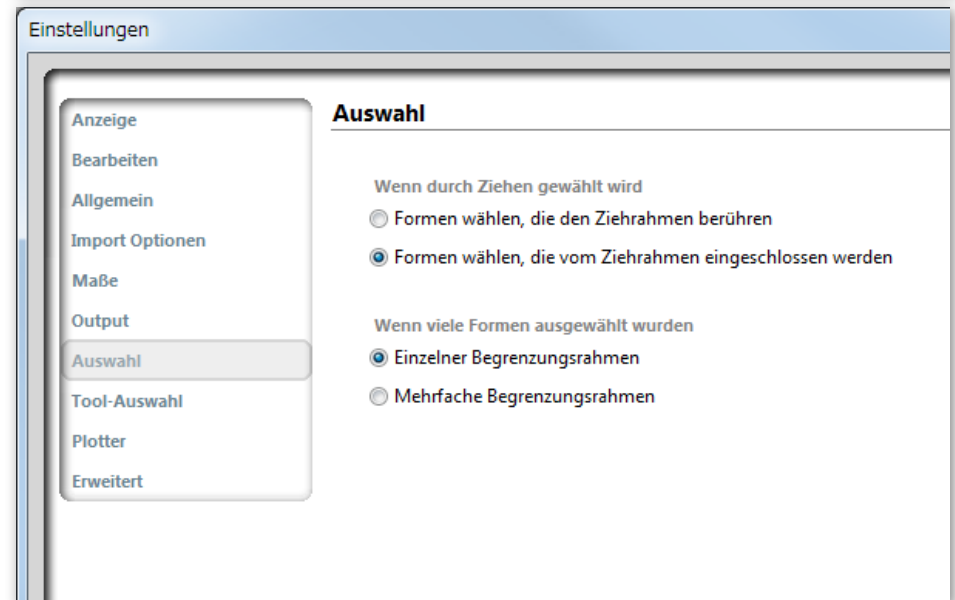 Einstellungen
Anzeige
Bearbeiten
Allgemein
Import Optionen
Maße
Output
Auswahl
Tool-Auswahl
Plotter
Erweitert
Auswahl
Wenn durch Ziehen gewählt wird
Formen wählen, die den Ziehrahmen berühren
Formen wählen, die vom Ziehrahmen eingeschlossen werden
Wenn viele Formen ausgewählt wurden
Einzelner Begrenzungsrahmen
Mehrfache Begrenzungsrahmen